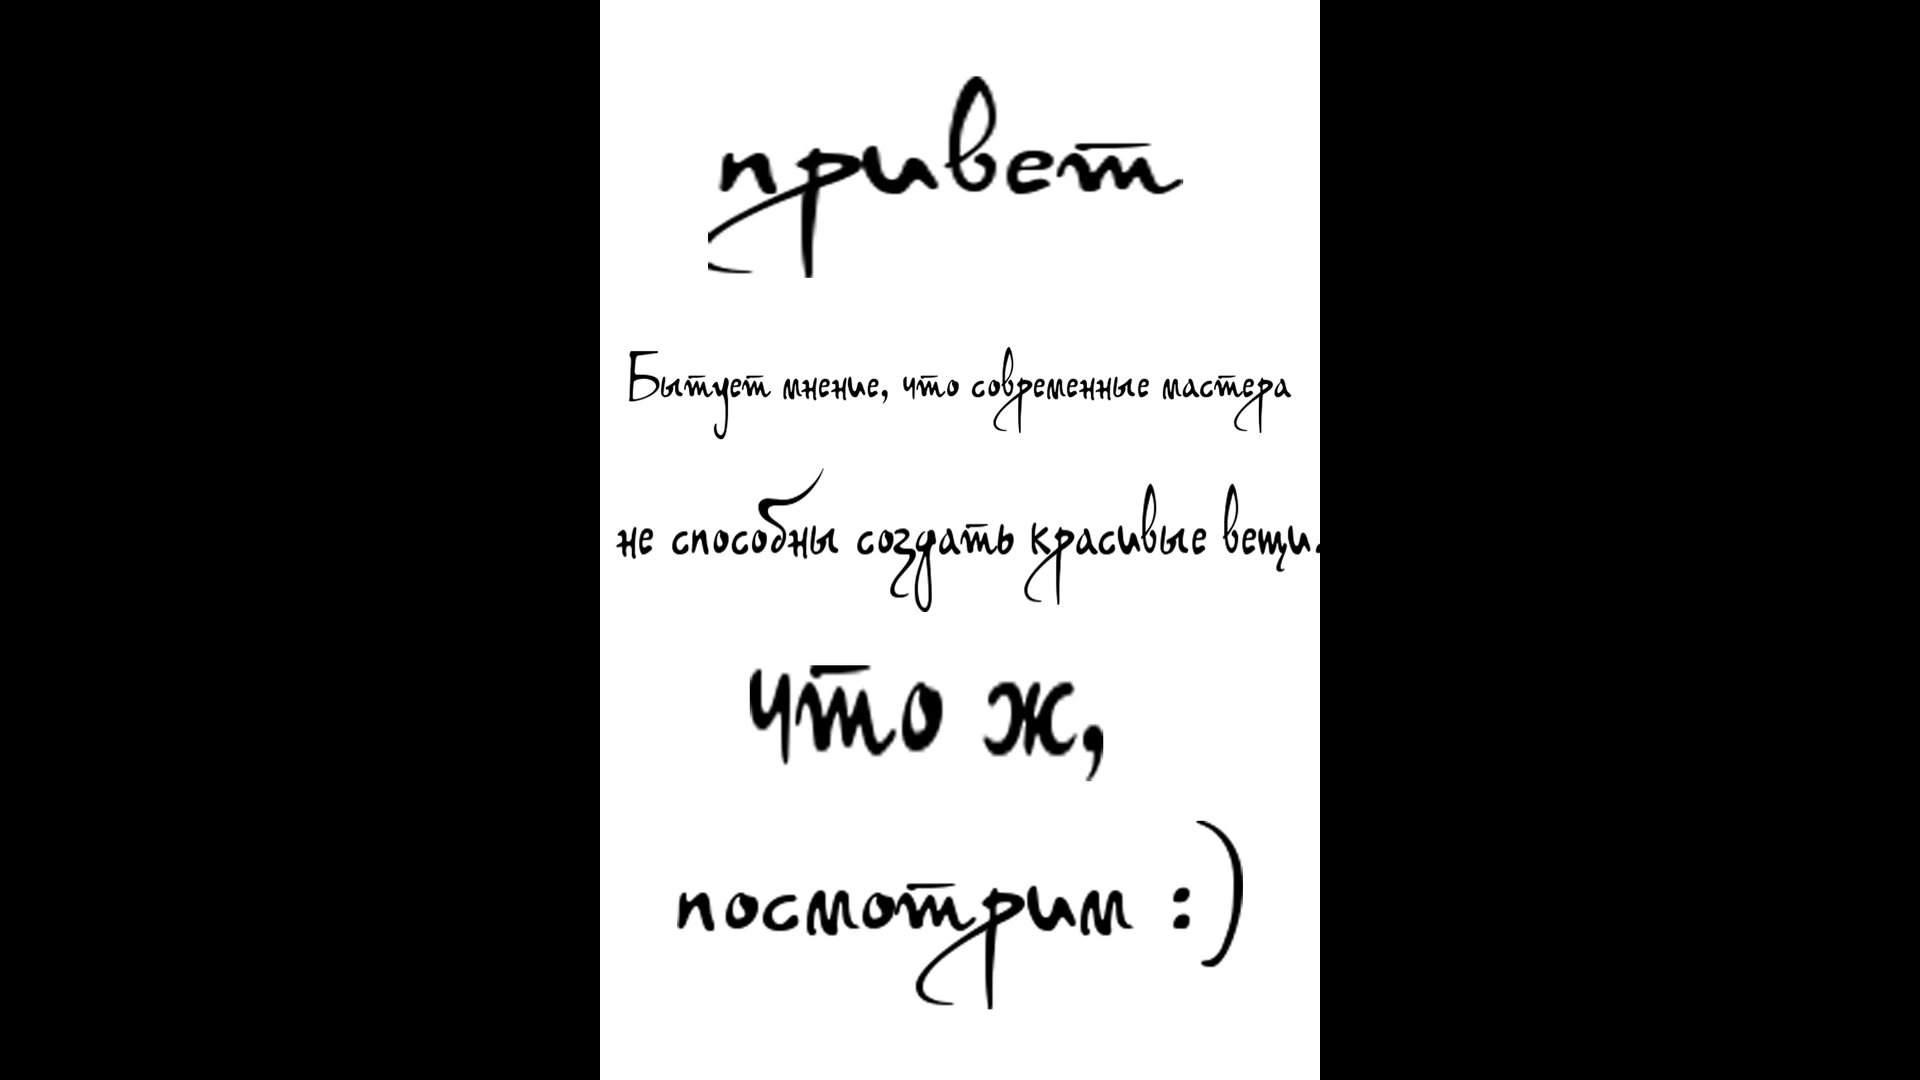 привет
Бытует мнение, что современные мастера
не способны создать красивые вещи.
что ж,
посмотрим :)